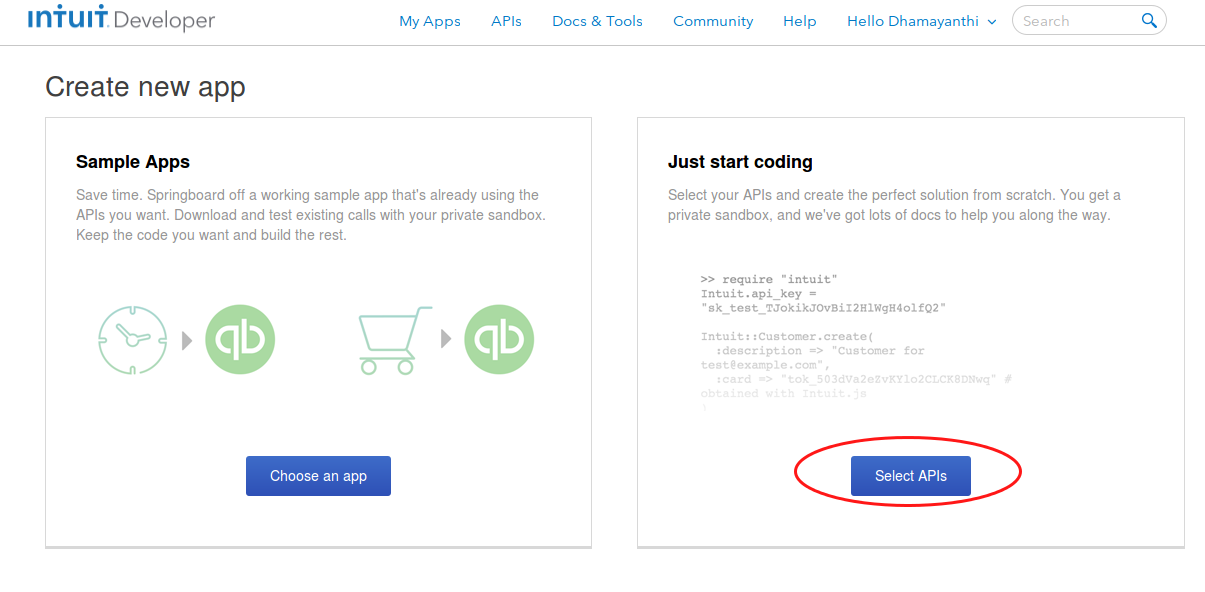 INTUIT Developer
My Apps APIs Docs & Tools Community Help Hello Dhamayanthi Search
Create new app
Sample Apps
Save time. Springboard off a working sample app that's already using the
APIs you want. Download and test existing calls with your private sandbox.
Keep the code you want and build the rest.
qb qb
Choose an app
Just start coding
Select your APIs and create the perfect solution from scratch. You get a
private sandbox, and we've got lots of docs to help you along the way.
>> require "intuit"
Intuit.api_key =
"sk_test_TJokikJOvBiI2HlWgH4olfQ2"
Intuit::Customer.create(
:description => "Customer for
test@example.com",
:card => "tok_503dVa2eZvKYlo2CLCK8DNwq" #
obtained with Intuit.js
)
Select APIs